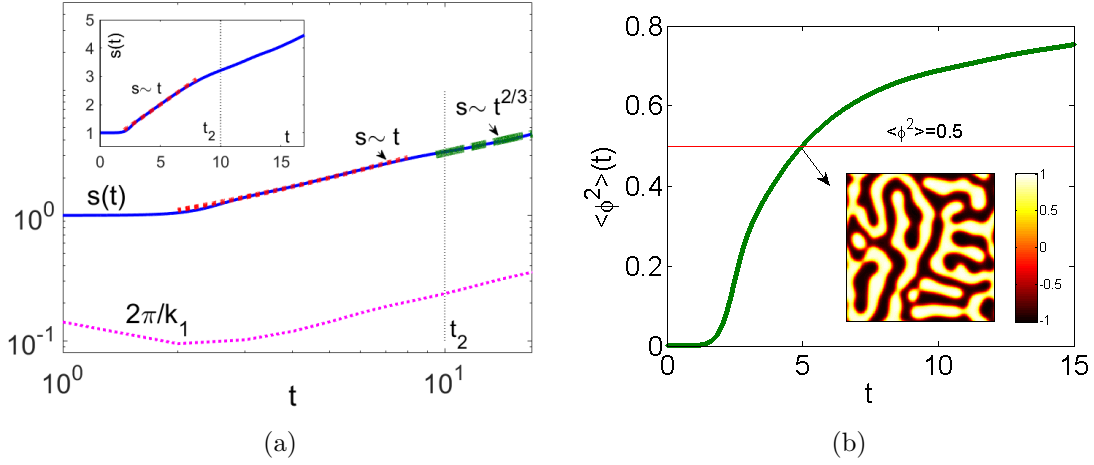 5
4
3
2
1
s(t)
s~ t
t₂
t
0
5
10
15
s~ t
s~ t^{2/3}
s(t)
10⁰
2π/k₁
t₂
10⁻¹
10⁰
10¹
t
(a)
0.8
0.6
0.4
0.2
0
<ϕ²>(t)
<ϕ²>=0.5
1
0.5
0
-0.5
-1
0
5
10
15
t
(b)